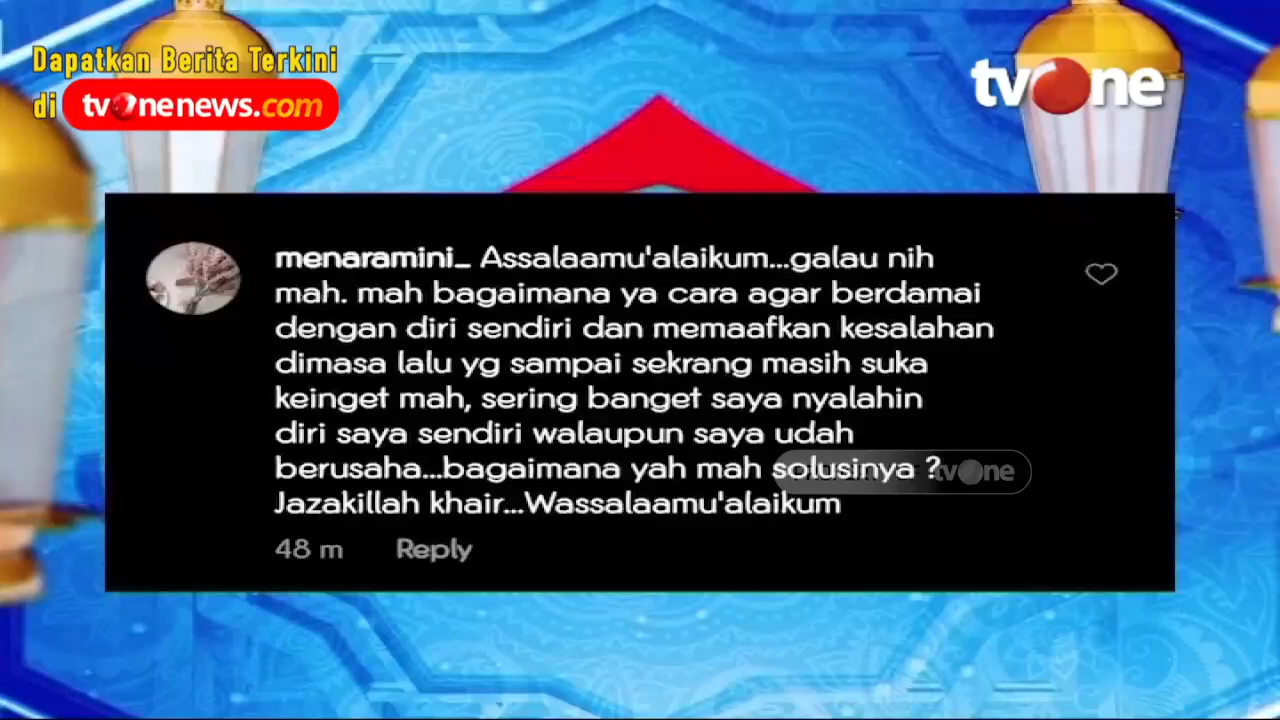 Dapatkan Berita Terkini
di tvonenews.com
tvone
menaramini_ Assalaamu'alaikum...galau nih
mah. mah bagaimana ya cara agar berdamai
dengan diri sendiri dan memaafkan kesalahan
dimasa lalu yg sampai sekrang masih suka
keinget mah, sering banget saya nyalahin
diri saya sendiri walaupun saya udah
berusaha...bagaimana yah mah solusinya ?
tvone
Jazakillah khair...Wassalaamu'alaikum
48 m Reply